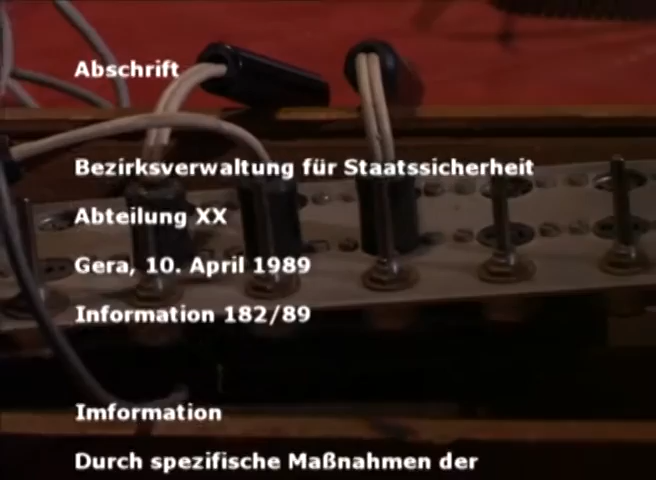 Abschrift
Bezirksverwaltung für Staatssicherheit
Abteilung XX
Gera, 10. April 1989
Information 182/89
Imformation
Durch spezifische Maßnahmen der